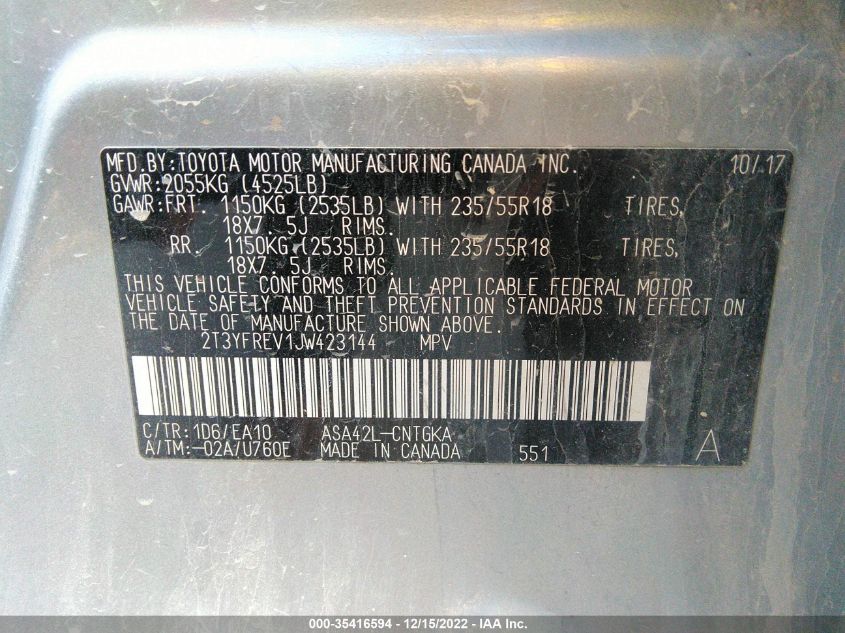 MFD.BY:TOYOTA MOTOR MANUFACTURING CANADA INC. 10/17
GVWR:2055KG (4525LB)
GAWR:FRT. 1150KG (2535LB) WITH 235/55R18 TIRES,
18X7. 5J RIMS.
RR. 1150KG (2535LB) WITH 235/55R18 TIRES,
18X7. 5J RIMS.
THIS VEHICLE CONFORMS TO ALL APPLICABLE FEDERAL MOTOR
VEHICLE SAFETY AND THEFT PREVENTION STANDARDS IN EFFECT ON
THE DATE OF MANUFACTURE SHOWN ABOVE.
2T3YFREV1JW423144 MPV
C/TR:1D6/EA10 ASA42L-CNTGKA
A/TM:-02A/U760E MADE IN CANADA 551 A
000-35416594 - 12/15/2022 - IAA Inc.